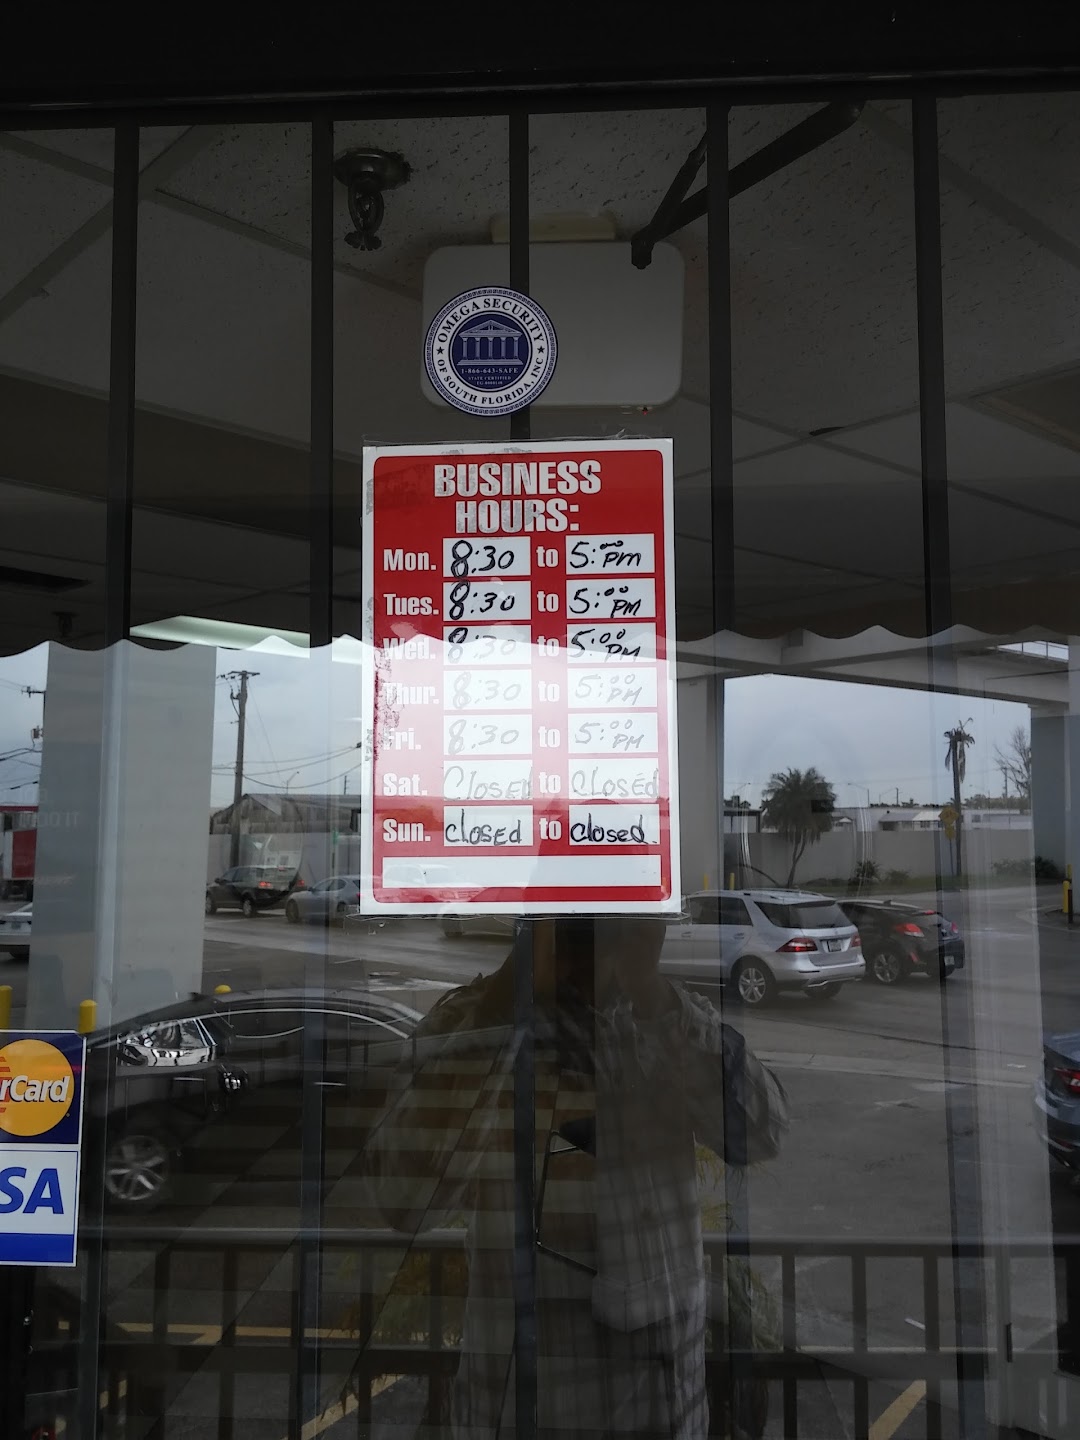 OMEGA SECURITY
1-866-643-SAFE
STATE CERTIFIED
OF SOUTH FLORIDA, INC
BUSINESS
HOURS:
Mon. 8:30 to 5:00 pm
Tues. 8:30 to 5:00 PM
Wed. 8:30 to 5:00 PM
Thur. 8:30 to 5:00 PM
Fri. 8:30 to 5:00 PM
Sat. Closed to Closed
Sun. closed to closed.
rCard
SA